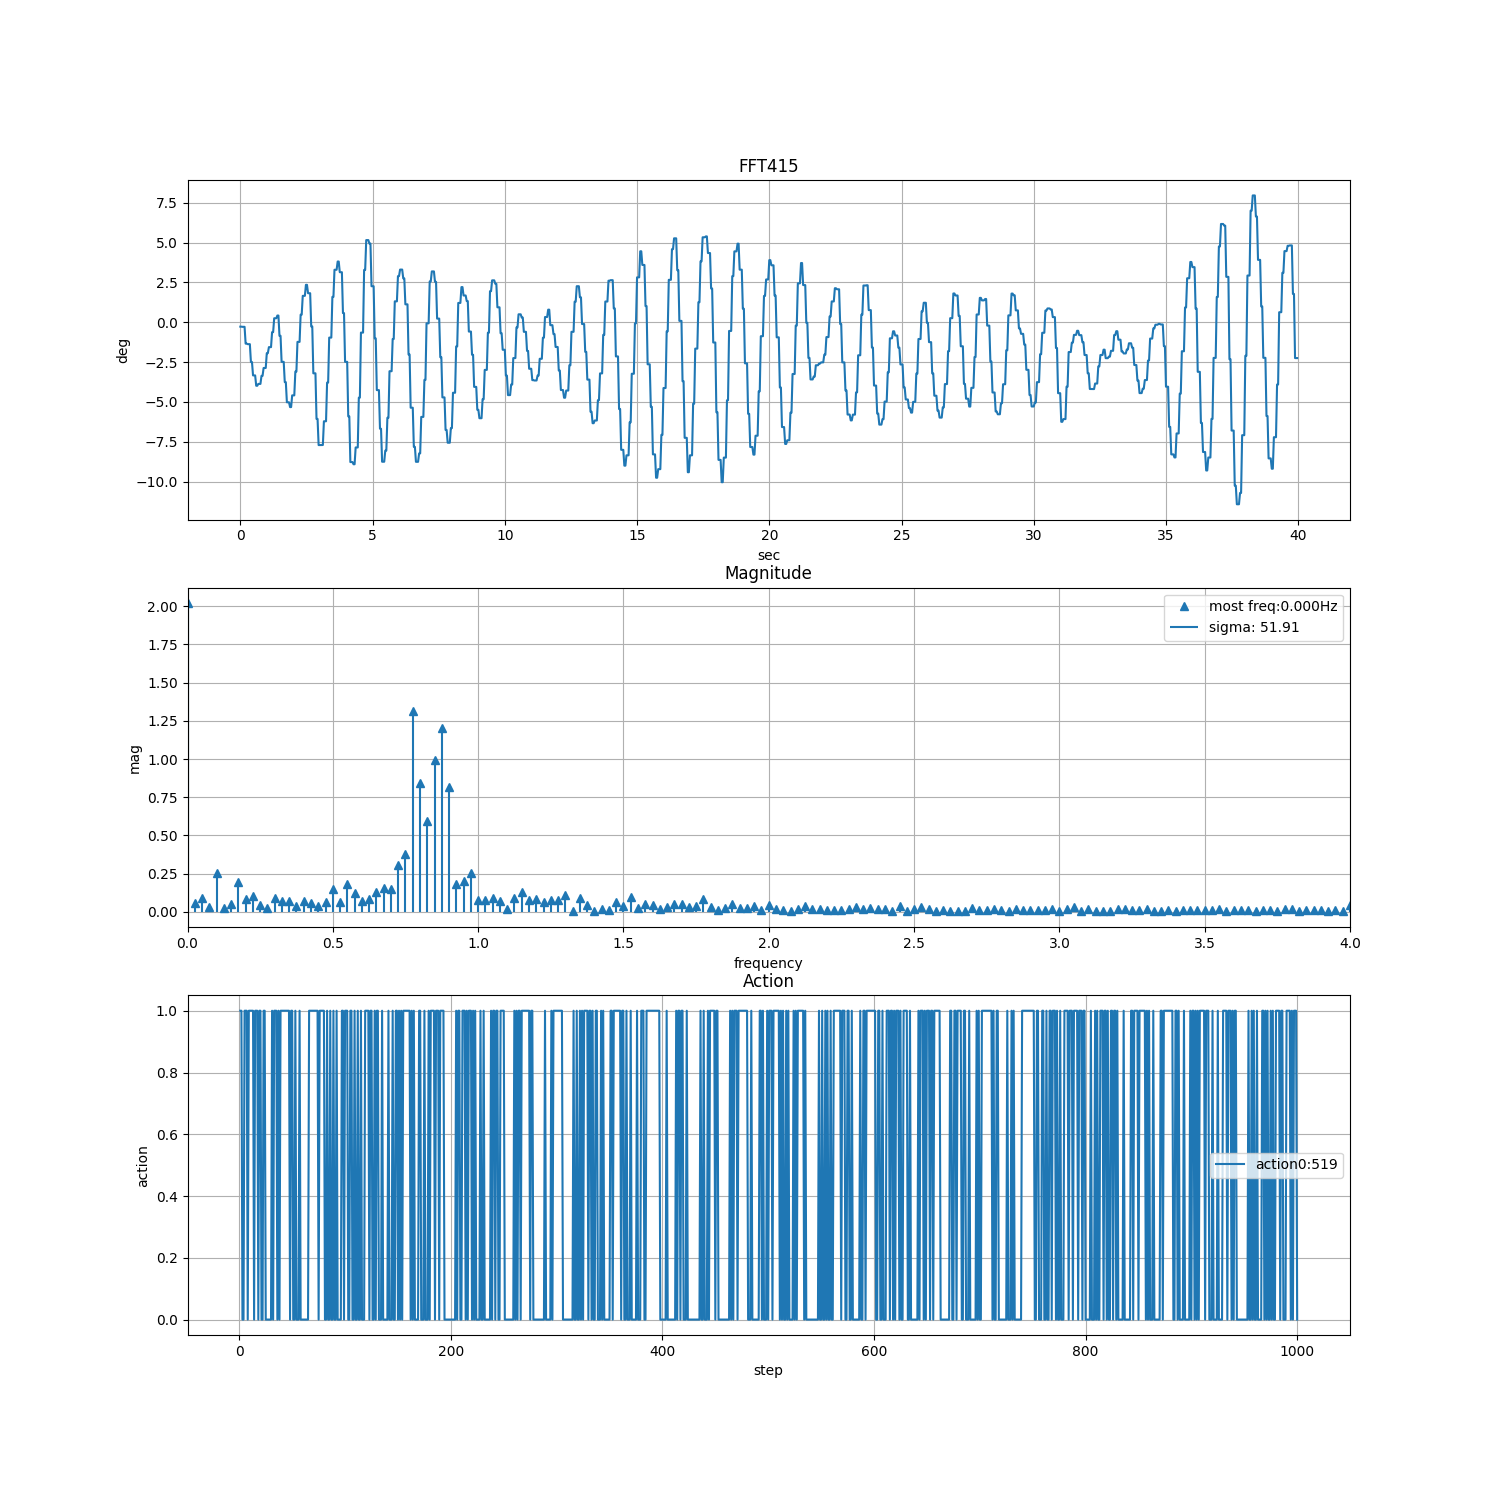 FFT415
7.5
5.0
2.5
0.0
−2.5
−5.0
−7.5
−10.0
deg
0 5 10 15 20 25 30 35 40
sec
Magnitude
2.00
1.75
1.50
1.25
1.00
0.75
0.50
0.25
0.00
mag
most freq:0.000Hz
sigma: 51.91
0.0 0.5 1.0 1.5 2.0 2.5 3.0 3.5 4.0
frequency
Action
1.0
0.8
0.6
0.4
0.2
0.0
action
action0:519
0 200 400 600 800 1000
step